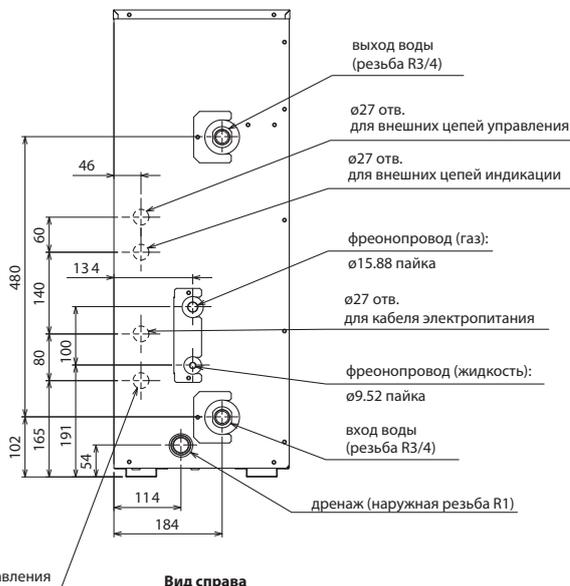 выход воды
(резьба R3/4)
ø27 отв.
для внешних цепей управления
ø27 отв.
для внешних цепей индикации
46
60
480
134
140
фреонопровод (газ):
ø15.88 пайка
ø27 отв.
для кабеля электропитания
100
80
фреонопровод (жидкость):
ø9.52 пайка
102
165
191
54
вход воды
(резьба R3/4)
114
184
дренаж (наружная резьба R1)
авления
Вид справа